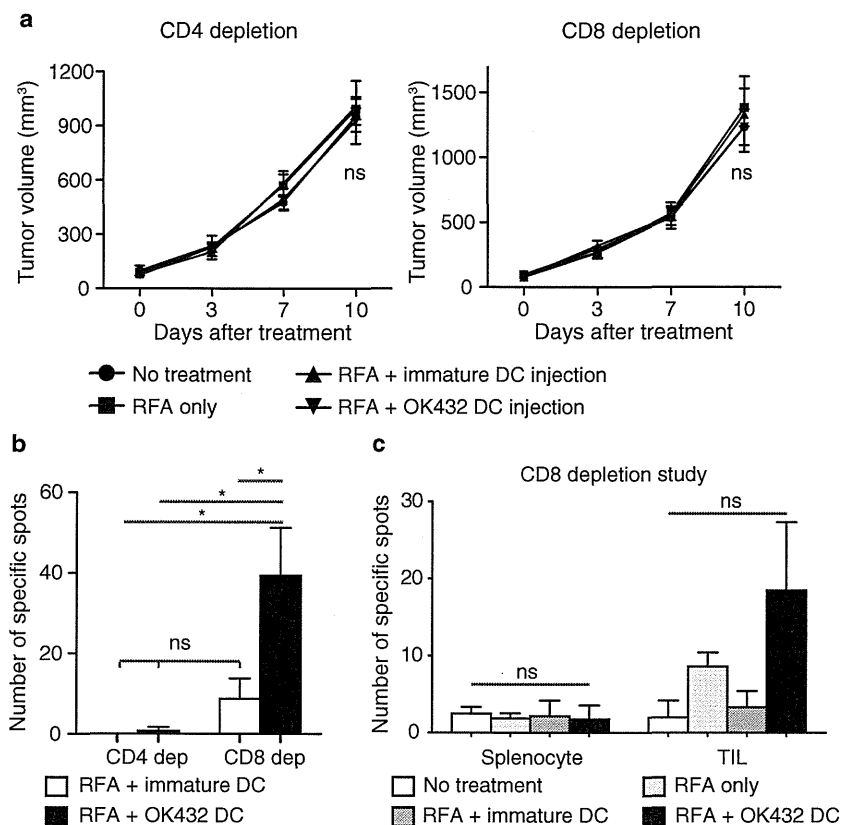 a
CD4 depletion
CD8 depletion
Tumor volume (mm³)
1200
900
600
300
0
ns
0 3 7 10
Days after treatment
Tumor volume (mm³)
1500
1000
500
0
ns
0 3 7 10
Days after treatment
No treatment
RFA + immature DC injection
RFA only
RFA + OK432 DC injection
b
Number of specific spots
60
40
20
0
*
*
*
ns
CD4 dep CD8 dep
RFA + immature DC
RFA + OK432 DC
c
CD8 depletion study
Number of specific spots
30
20
10
0
ns
ns
Splenocyte TIL
No treatment
RFA only
RFA + immature DC
RFA + OK432 DC